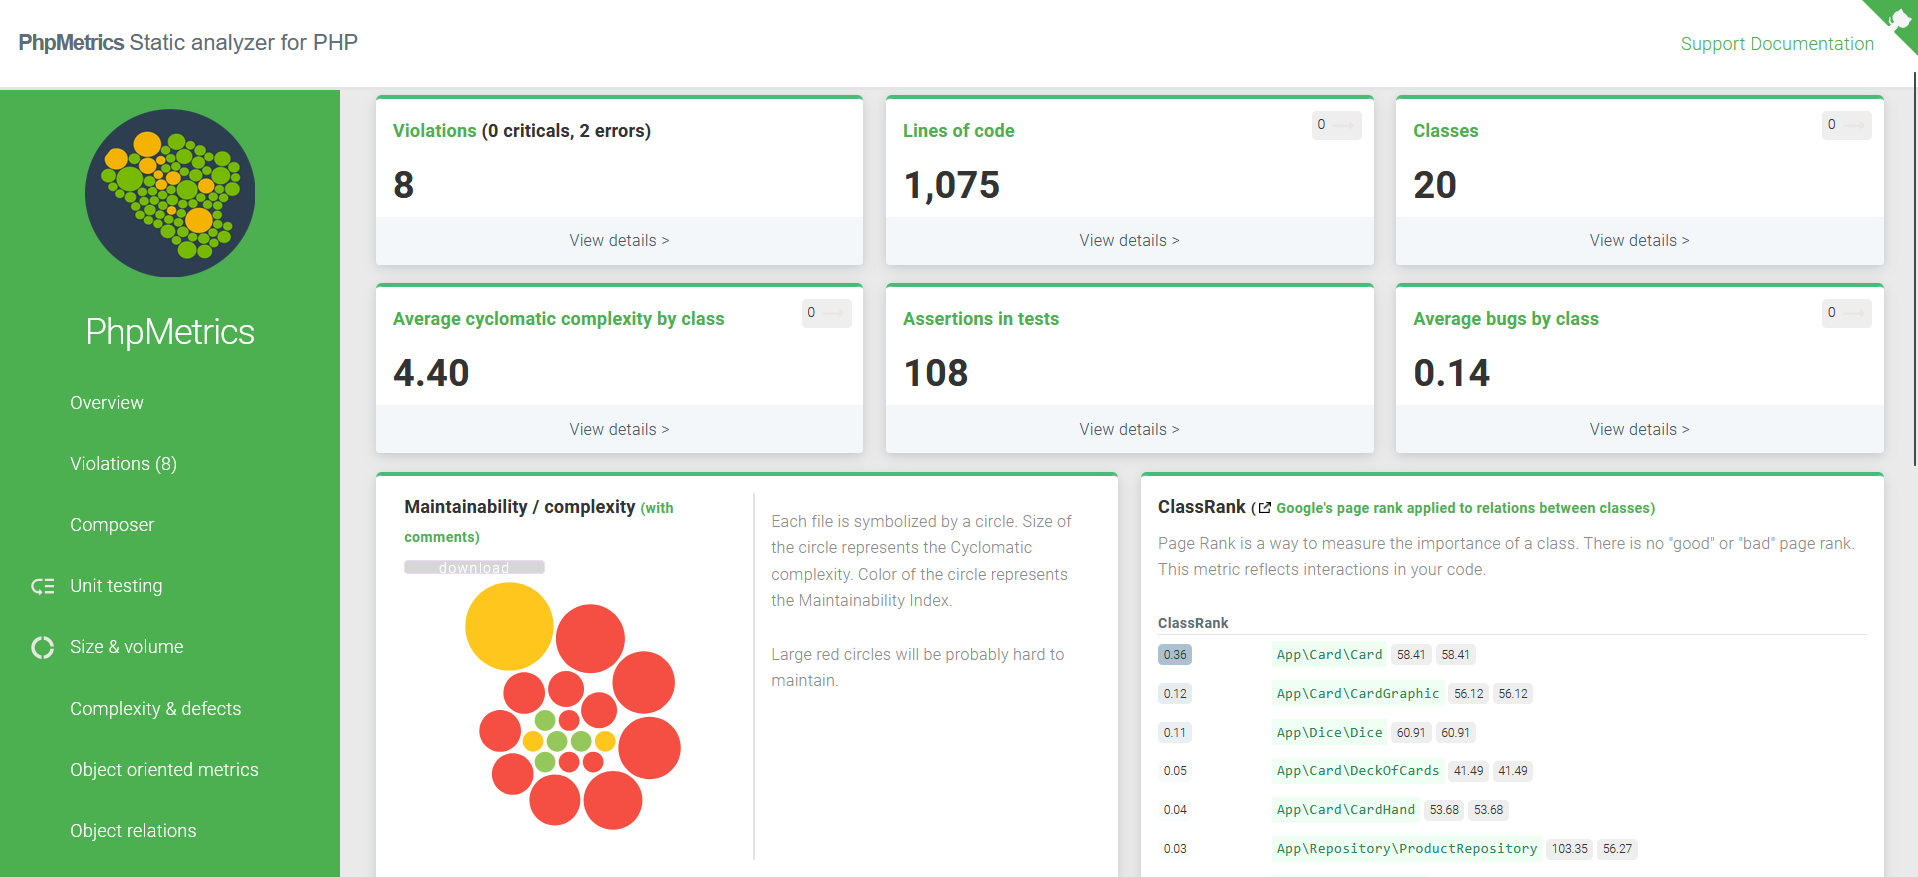 PhpMetrics Static analyzer for PHP
Support Documentation
PhpMetrics
Overview
Violations (8)
Composer
Unit testing
Size & volume
Complexity & defects
Object oriented metrics
Object relations
Violations (0 criticals, 2 errors)
8
View details >
Lines of code
0
1,075
View details >
Classes
0
20
View details >
Average cyclomatic complexity by class
0
4.40
View details >
Assertions in tests
108
View details >
Average bugs by class
0
0.14
View details >
Maintainability / complexity (with
comments)
download
Each file is symbolized by a circle. Size of
the circle represents the Cyclomatic
complexity. Color of the circle represents
the Maintainability Index.
Large red circles will be probably hard to
maintain.
ClassRank ( Google's page rank applied to relations between classes)
Page Rank is a way to measure the importance of a class. There is no "good" or "bad" page rank.
This metric reflects interactions in your code.
ClassRank
0.36 App\Card\Card 58.41 58.41
0.12 App\Card\CardGraphic 56.12 56.12
0.11 App\Dice\Dice 60.91 60.91
0.05 App\Card\DeckOfCards 41.49 41.49
0.04 App\Card\CardHand 53.68 53.68
0.03 App\Repository\ProductRepository 103.35 56.27